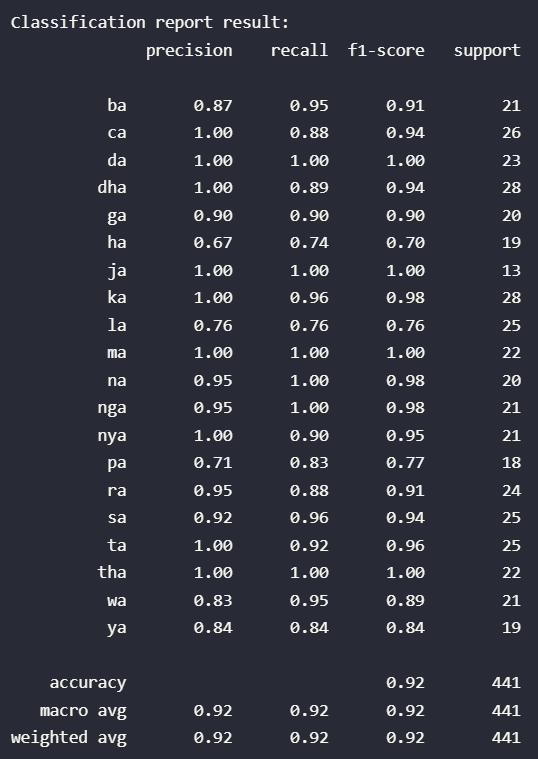 Classification report result:
precision recall f1-score support
ba 0.87 0.95 0.91 21
ca 1.00 0.88 0.94 26
da 1.00 1.00 1.00 23
dha 1.00 0.89 0.94 28
ga 0.90 0.90 0.90 20
ha 0.67 0.74 0.70 19
ja 1.00 1.00 1.00 13
ka 1.00 0.96 0.98 28
la 0.76 0.76 0.76 25
ma 1.00 1.00 1.00 22
na 0.95 1.00 0.98 20
nga 0.95 1.00 0.98 21
nya 1.00 0.90 0.95 21
pa 0.71 0.83 0.77 18
ra 0.95 0.88 0.91 24
sa 0.92 0.96 0.94 25
ta 1.00 0.92 0.96 25
tha 1.00 1.00 1.00 22
wa 0.83 0.95 0.89 21
ya 0.84 0.84 0.84 19
accuracy 0.92 441
macro avg 0.92 0.92 0.92 441
weighted avg 0.92 0.92 0.92 441